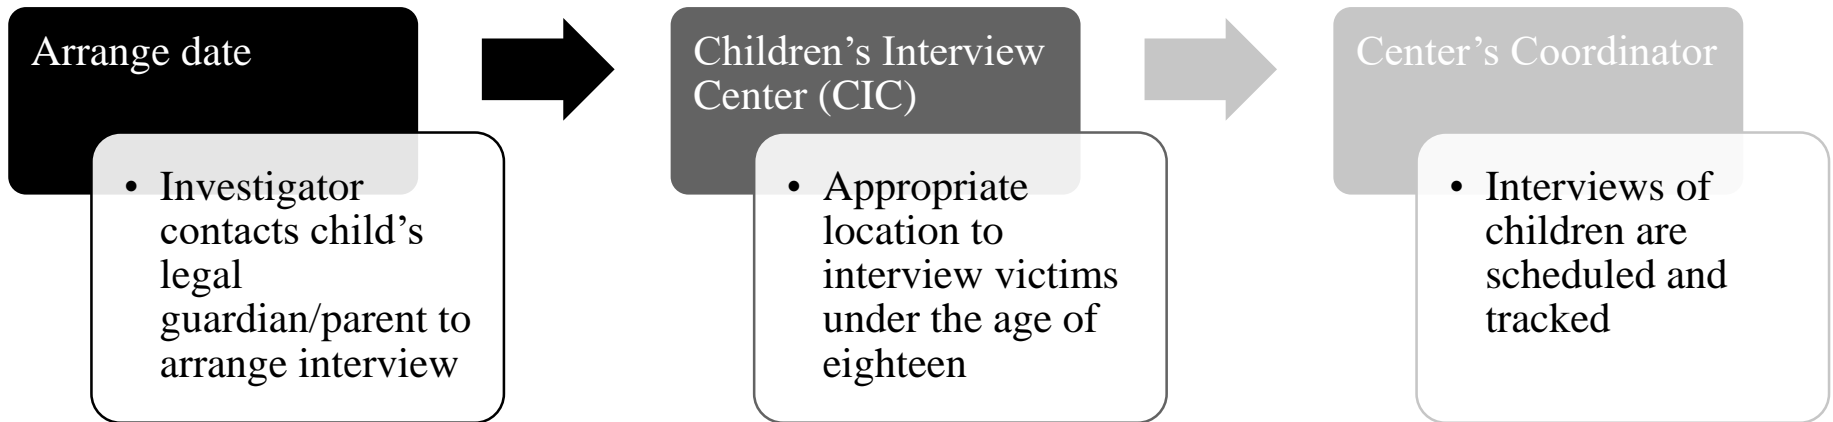 Arrange date
• Investigator
contacts child’s
legal
guardian/parent to
arrange interview
Children’s Interview
Center (CIC)
• Appropriate
location to
interview victims
under the age of
eighteen
Center’s Coordinator
• Interviews of
children are
scheduled and
tracked